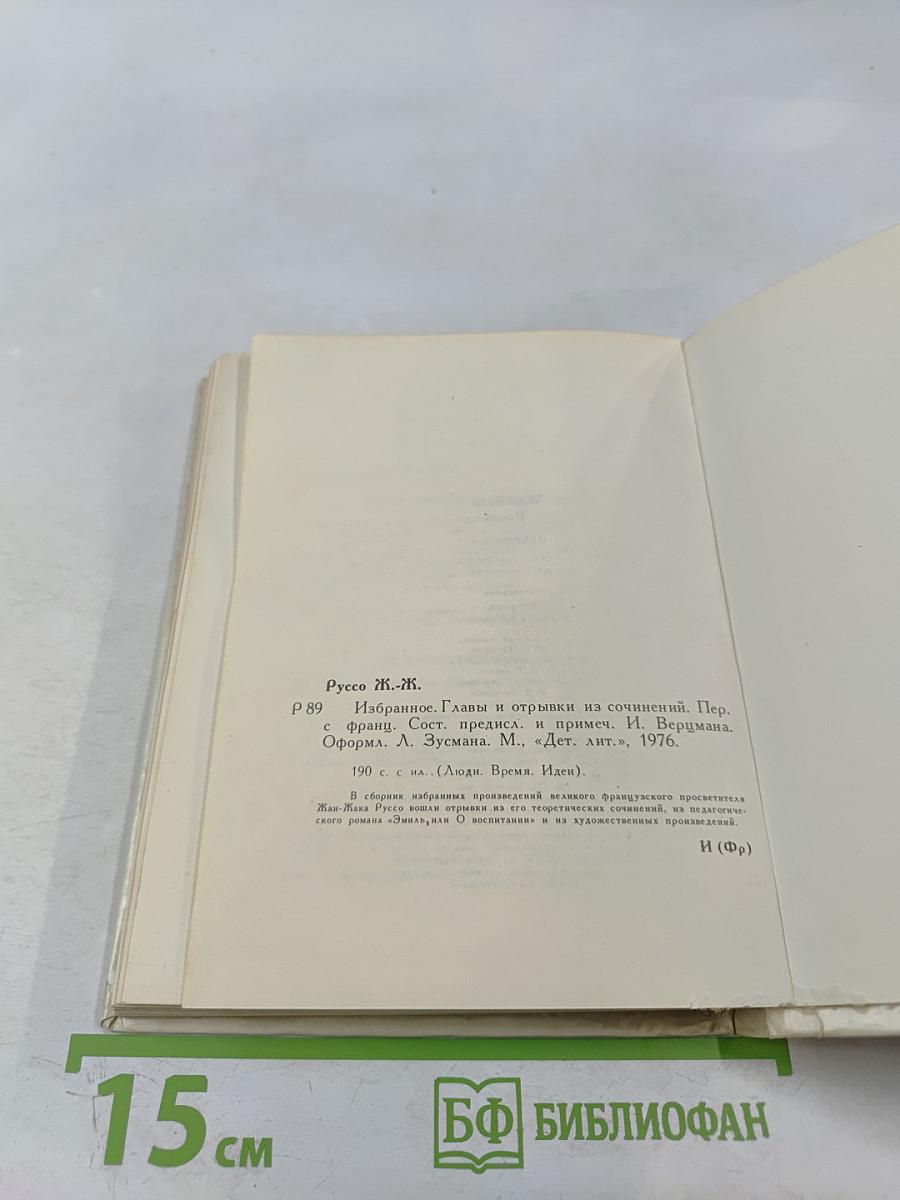 Руссо Ж.-Ж.
Р 89 Избранное. Главы и отрывки из сочинений. Пер.
с франц. Сост. предисл. и примеч. И. Верцмана.
Оформл. Л. Зусмана. М., «Дет. лит.», 1976.
190 с. с ил. (Люди. Время. Идеи).
В сборник избранных произведений великого французского просветителя
Жан-Жака Руссо вошли отрывки из его теоретических сочинений, из педагогиче-
ского романа «Эмиль, или О воспитании» и из художественных произведений.
И (Фр)
15 см
БФ БИБЛИОФАН